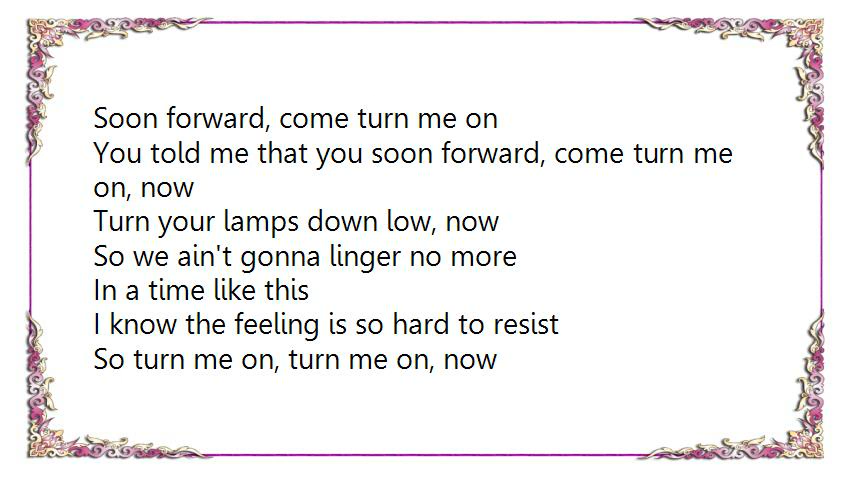 Soon forward, come turn me on
You told me that you soon forward, come turn me
on, now
Turn your lamps down low, now
So we ain't gonna linger no more
In a time like this
I know the feeling is so hard to resist
So turn me on, turn me on, now